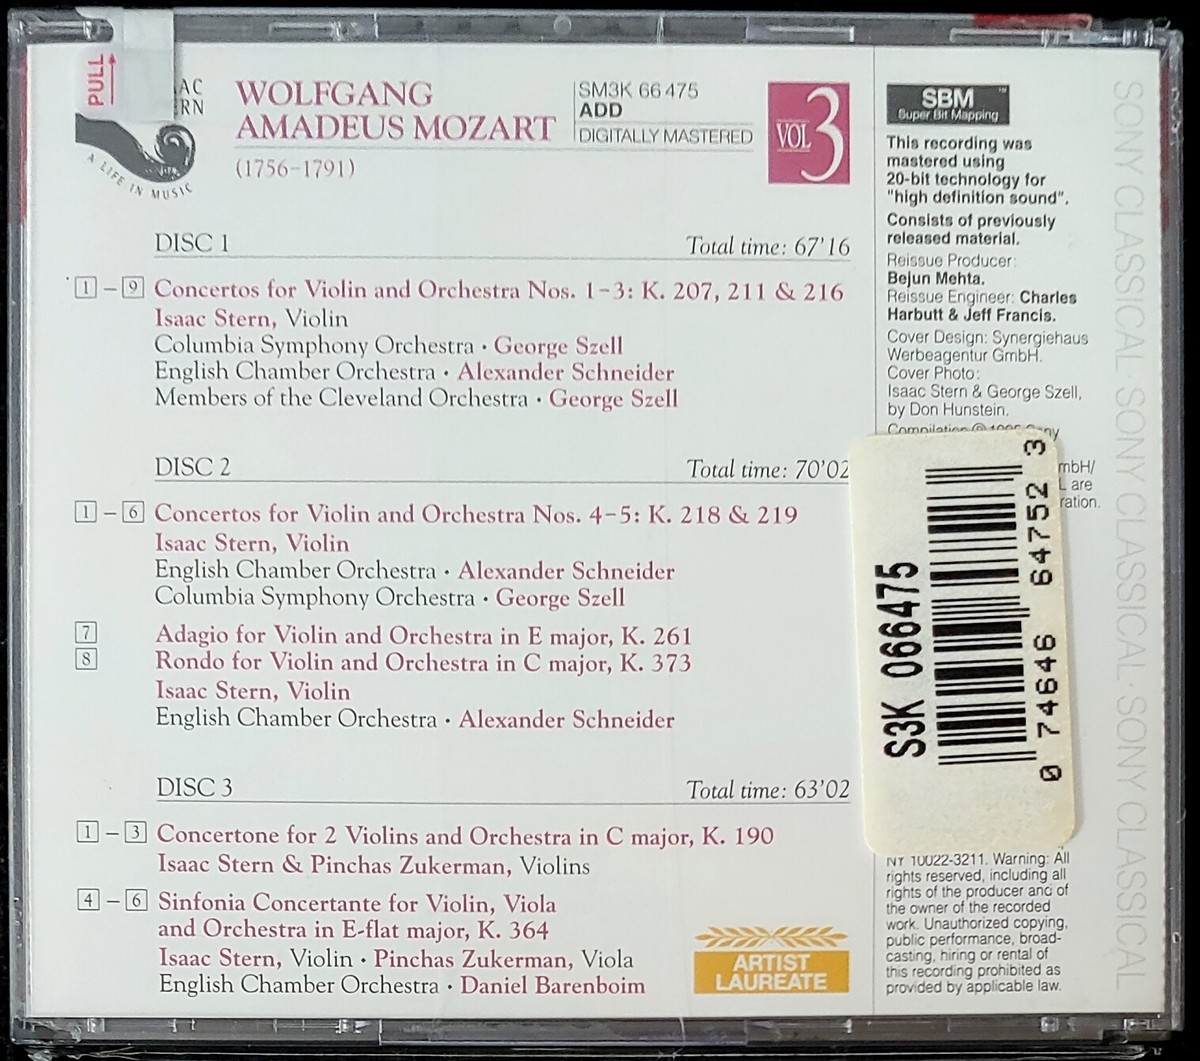 PULL
AC
ERN
A LIFE IN MUSIC
WOLFGANG
AMADEUS MOZART
(1756–1791)
SM3K 66 475
ADD
DIGITALLY MASTERED
VOL 3
DISC 1 Total time: 67'16
1 – 9 Concertos for Violin and Orchestra Nos. 1–3: K. 207, 211 & 216
Isaac Stern, Violin
Columbia Symphony Orchestra · George Szell
English Chamber Orchestra · Alexander Schneider
Members of the Cleveland Orchestra · George Szell
DISC 2 Total time: 70'02
1 – 6 Concertos for Violin and Orchestra Nos. 4–5: K. 218 & 219
Isaac Stern, Violin
English Chamber Orchestra · Alexander Schneider
Columbia Symphony Orchestra · George Szell
7 Adagio for Violin and Orchestra in E major, K. 261
8 Rondo for Violin and Orchestra in C major, K. 373
Isaac Stern, Violin
English Chamber Orchestra · Alexander Schneider
DISC 3 Total time: 63'02
1 – 3 Concertone for 2 Violins and Orchestra in C major, K. 190
Isaac Stern & Pinchas Zukerman, Violins
4 – 6 Sinfonia Concertante for Violin, Viola
and Orchestra in E-flat major, K. 364
Isaac Stern, Violin · Pinchas Zukerman, Viola
English Chamber Orchestra · Daniel Barenboim
ARTIST
LAUREATE
SBM™
Super Bit Mapping
This recording was
mastered using
20-bit technology for
"high definition sound".
Consists of previously
released material.
Reissue Producer:
Bejun Mehta.
Reissue Engineer: Charles
Harbutt & Jeff Francis.
Cover Design: Synergiehaus
Werbeagentur GmbH.
Cover Photo:
Isaac Stern & George Szell,
by Don Hunstein.
Compilation
mbH/
L are
ration.
S3K 066475
0 74646 64752 3
NY 10022-3211. Warning: All
rights reserved, including all
rights of the producer and of
the owner of the recorded
work. Unauthorized copying,
public performance, broad-
casting, hiring or rental of
this recording prohibited as
provided by applicable law.
SONY CLASSICAL · SONY CLASSICAL · SONY CLASSICAL